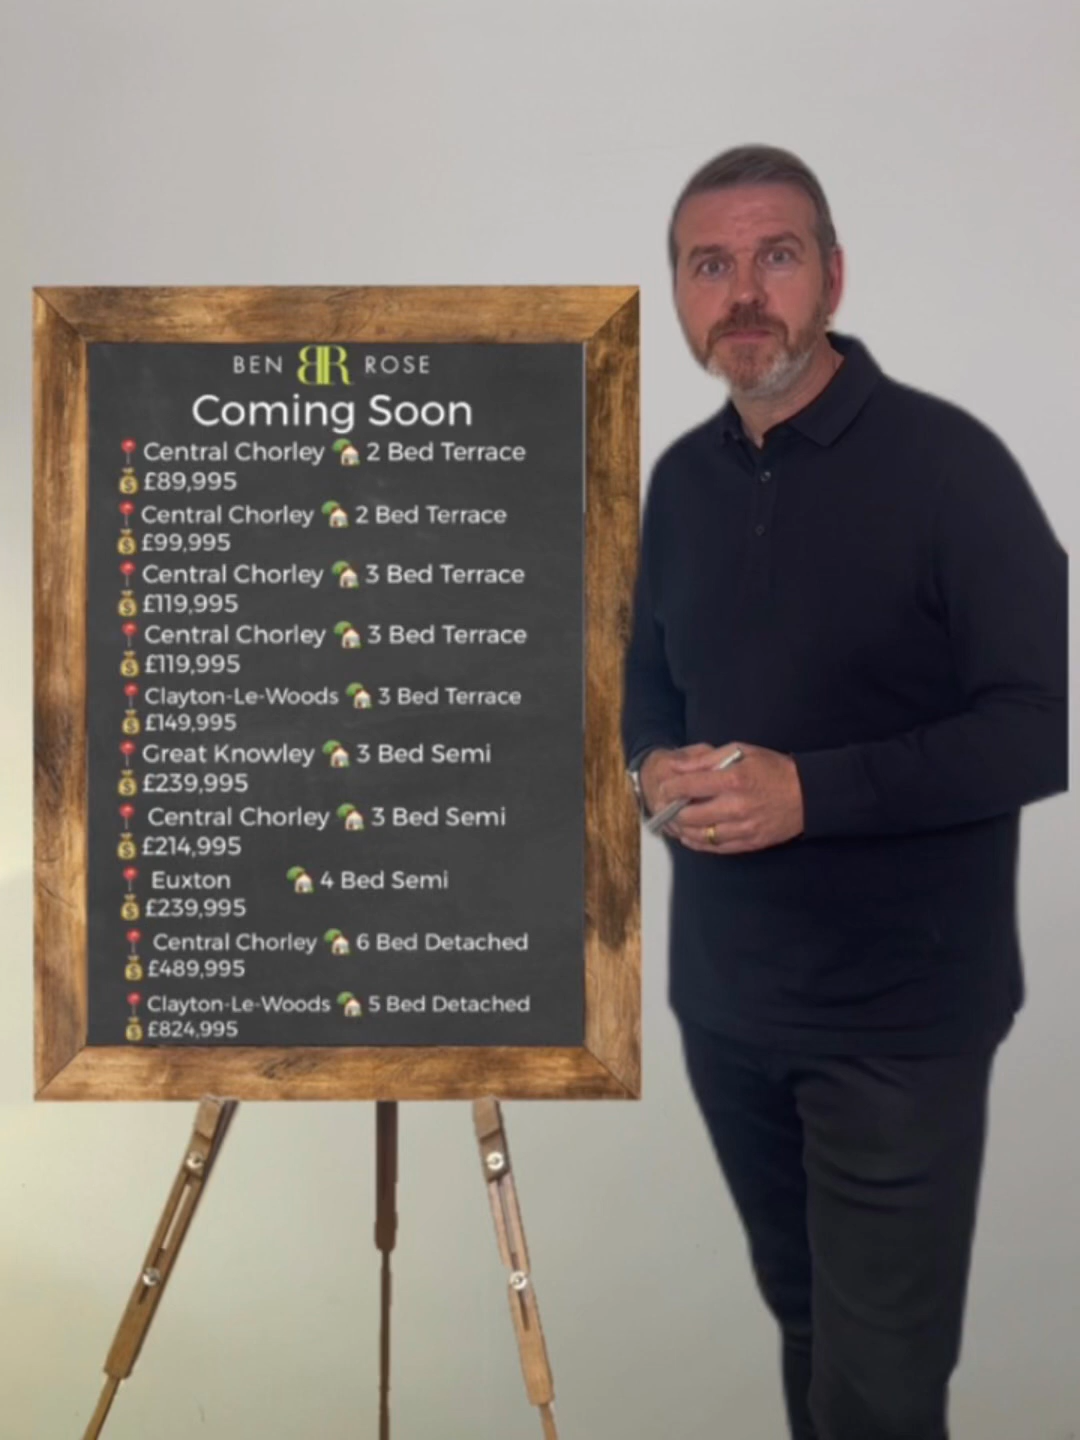 BEN BR ROSE
Coming Soon
Central Chorley 2 Bed Terrace
£89,995
Central Chorley 2 Bed Terrace
£99,995
Central Chorley 3 Bed Terrace
£119,995
Central Chorley 3 Bed Terrace
£119,995
Clayton-Le-Woods 3 Bed Terrace
£149,995
Great Knowley 3 Bed Semi
£239,995
Central Chorley 3 Bed Semi
£214,995
Euxton 4 Bed Semi
£239,995
Central Chorley 6 Bed Detached
£489,995
Clayton-Le-Woods 5 Bed Detached
£824,995